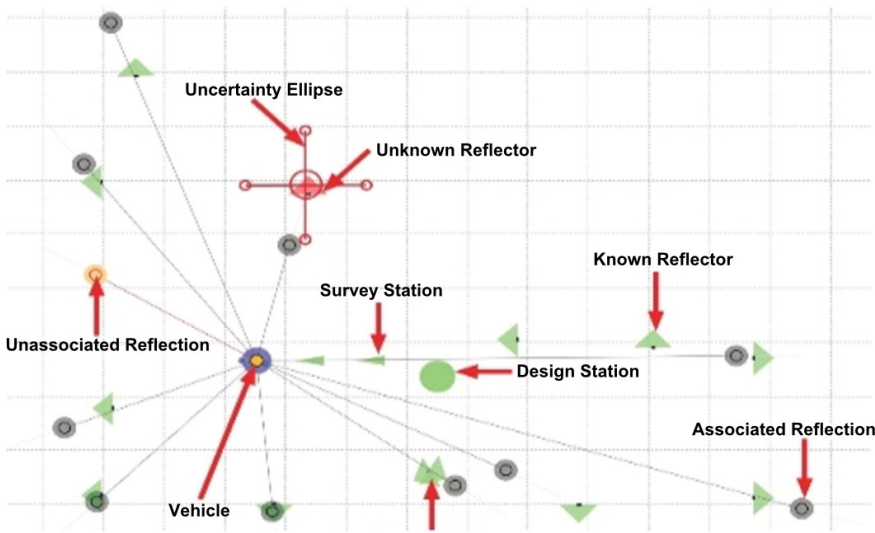 Uncertainty Ellipse
Unknown Reflector
Known Reflector
Survey Station
Unassociated Reflection
Design Station
Associated Reflection
Vehicle